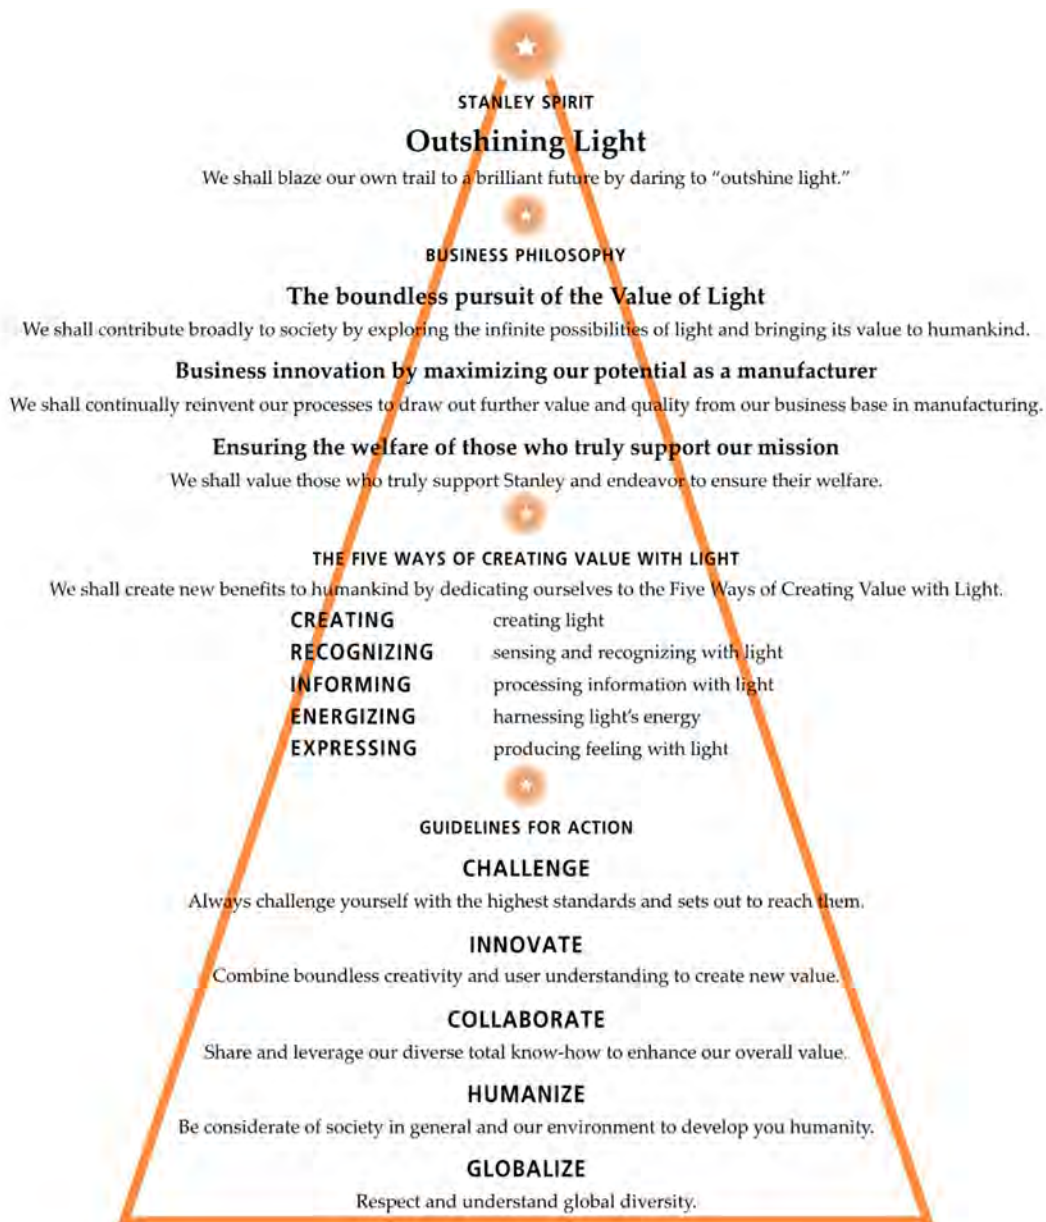 STANLEY SPIRIT
Outshining Light
We shall blaze our own trail to a brilliant future by daring to “outshine light.”
BUSINESS PHILOSOPHY
The boundless pursuit of the Value of Light
We shall contribute broadly to society by exploring the infinite possibilities of light and bringing its value to humankind.
Business innovation by maximizing our potential as a manufacturer
We shall continually reinvent our processes to draw out further value and quality from our business base in manufacturing.
Ensuring the welfare of those who truly support our mission
We shall value those who truly support Stanley and endeavor to ensure their welfare.
THE FIVE WAYS OF CREATING VALUE WITH LIGHT
We shall create new benefits to humankind by dedicating ourselves to the Five Ways of Creating Value with Light.
CREATING creating light
RECOGNIZING sensing and recognizing with light
INFORMING processing information with light
ENERGIZING harnessing light’s energy
EXPRESSING producing feeling with light
GUIDELINES FOR ACTION
CHALLENGE
Always challenge yourself with the highest standards and sets out to reach them.
INNOVATE
Combine boundless creativity and user understanding to create new value.
COLLABORATE
Share and leverage our diverse total know-how to enhance our overall value.
HUMANIZE
Be considerate of society in general and our environment to develop you humanity.
GLOBALIZE
Respect and understand global diversity.